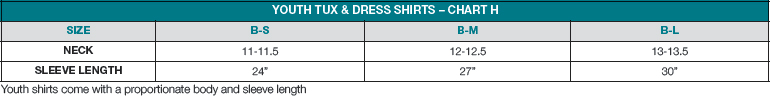 YOUTH TUX & DRESS SHIRTS – CHART H
SIZE B-S B-M B-L
NECK 11-11.5 12-12.5 13-13.5
SLEEVE LENGTH 24" 27" 30"
Youth shirts come with a proportionate body and sleeve length